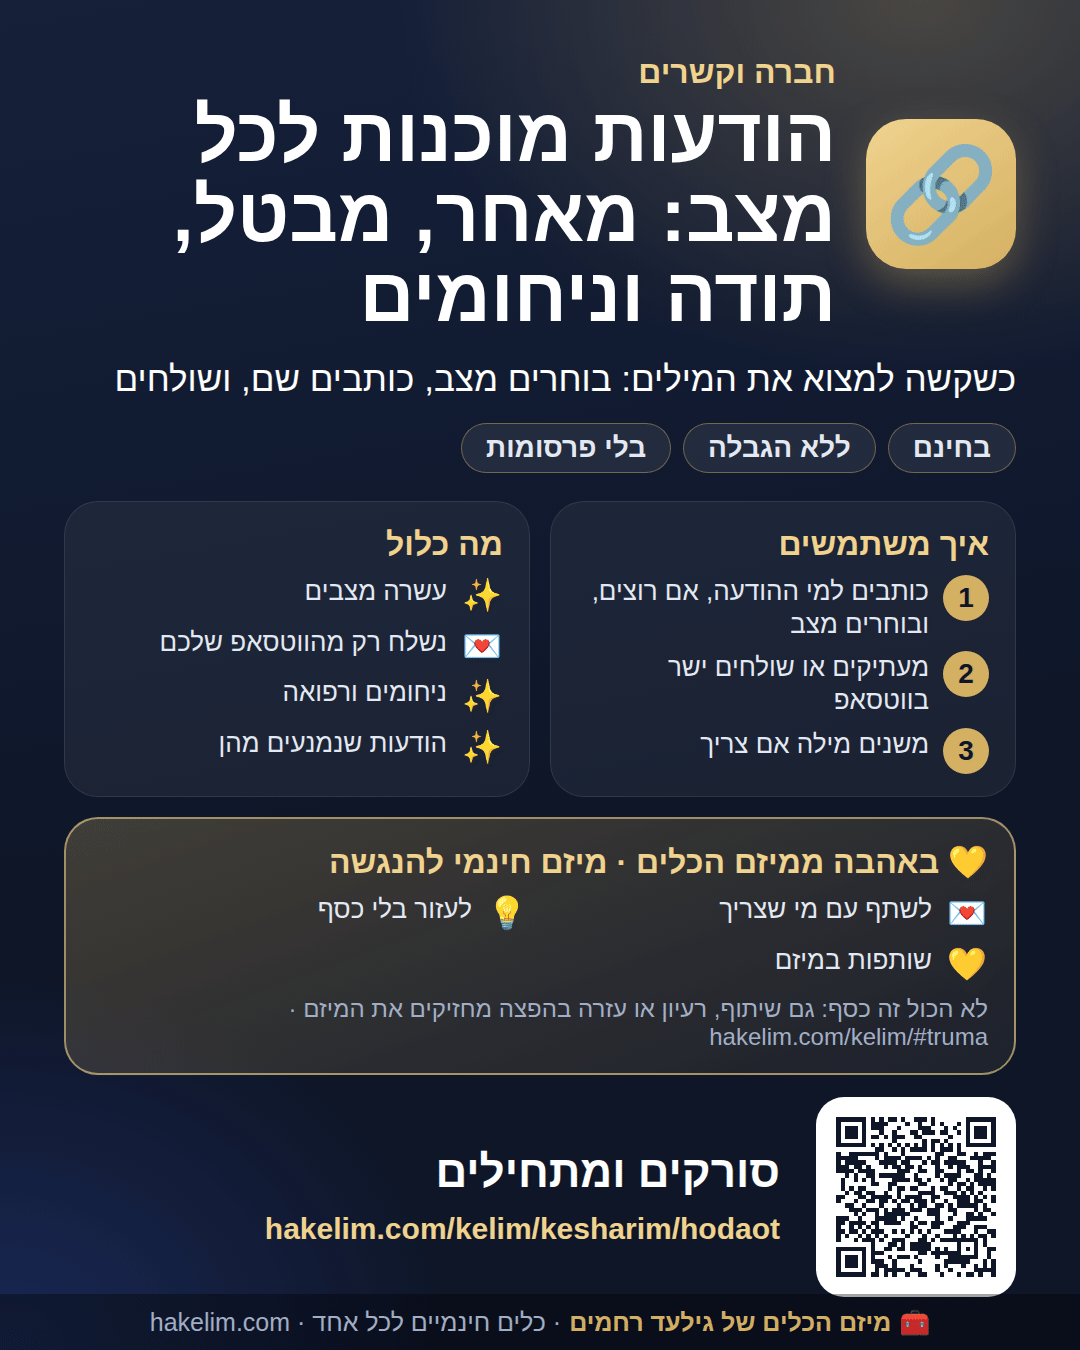 חברה וקשרים
הודעות מוכנות לכל
מצב: מאחר, מבטל,
תודה וניחומים
כשקשה למצוא את המילים: בוחרים מצב, כותבים שם, ושולחים
בחינם
ללא הגבלה
בלי פרסומות
איך משתמשים
1 כותבים למי ההודעה, אם רוצים,
ובוחרים מצב
2 מעתיקים או שולחים ישר
בווטסאפ
3 משנים מילה אם צריך
מה כלול
✨ עשרה מצבים
💌 נשלח רק מהווטסאפ שלכם
✨ ניחומים ורפואה
✨ הודעות שנמנעים מהן
💛 באהבה ממיזם הכלים · מיזם חינמי להנגשה
💌 לשתף עם מי שצריך
💡 לעזור בלי כסף
💛 שותפות במיזם
לא הכול זה כסף: גם שיתוף, רעיון או עזרה בהפצה מחזיקים את המיזם ·
hakelim.com/kelim/#truma
סורקים ומתחילים
hakelim.com/kelim/kesharim/hodaot
🧰 מיזם הכלים של גילעד רחמים · כלים חינמיים לכל אחד · hakelim.com